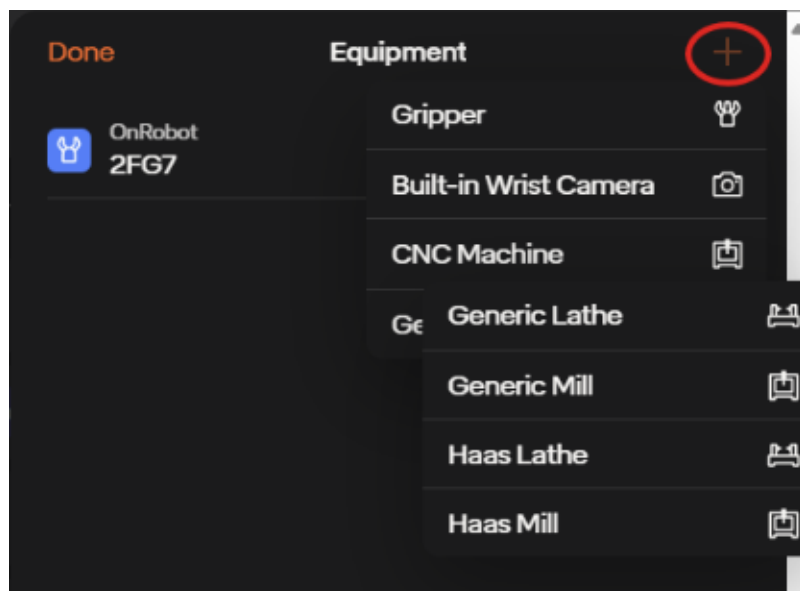 Done
Equipment
OnRobot
2FG7
Gripper
Built-in Wrist Camera
CNC Machine
Generic Lathe
Generic Mill
Haas Lathe
Haas Mill